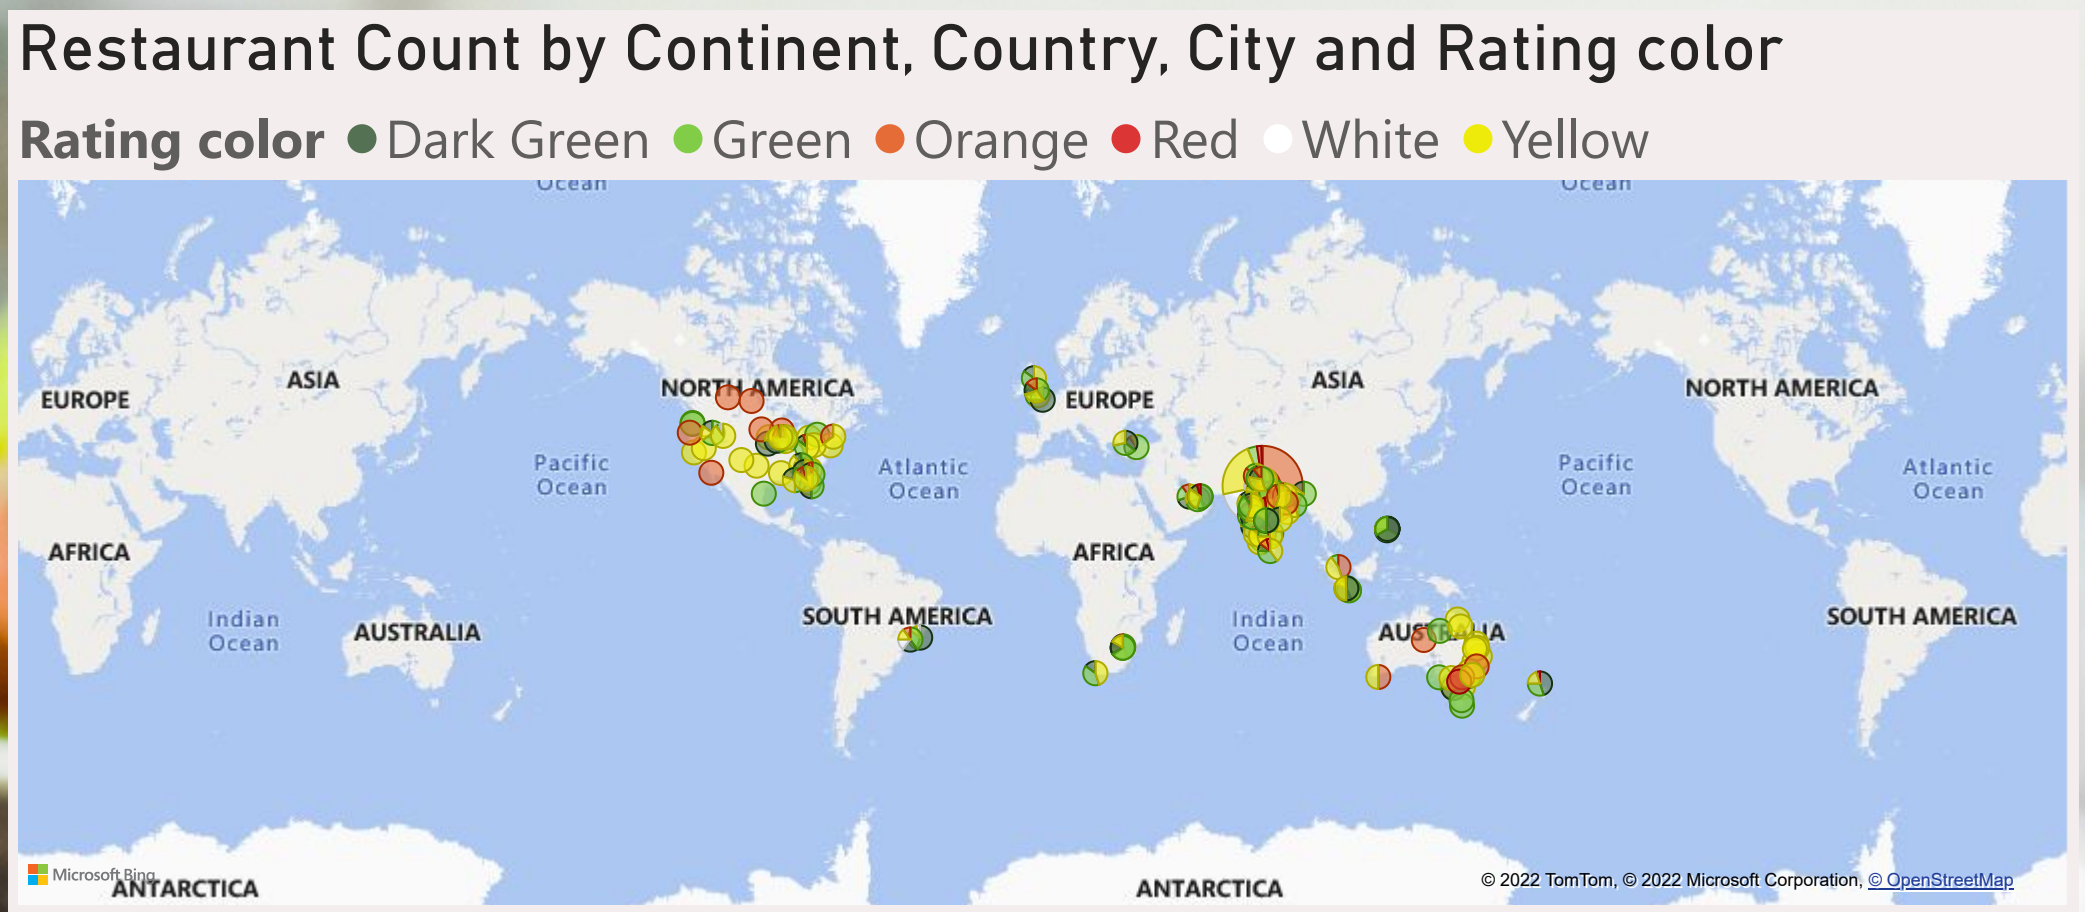 Restaurant Count by Continent, Country, City and Rating color
Rating color Dark Green Green Orange Red White Yellow
Ocean
Ocean
ASIA
ASIA
NORTH AMERICA
NORTH AMERICA
EUROPE
EUROPE
Pacific
Ocean
Atlantic
Ocean
Pacific
Ocean
Atlantic
Ocean
AFRICA
AFRICA
SOUTH AMERICA
SOUTH AMERICA
Indian
Ocean
Indian
Ocean
AUSTRALIA
AUSTRALIA
Microsoft Bing
ANTARCTICA
ANTARCTICA
© 2022 TomTom, © 2022 Microsoft Corporation, © OpenStreetMap